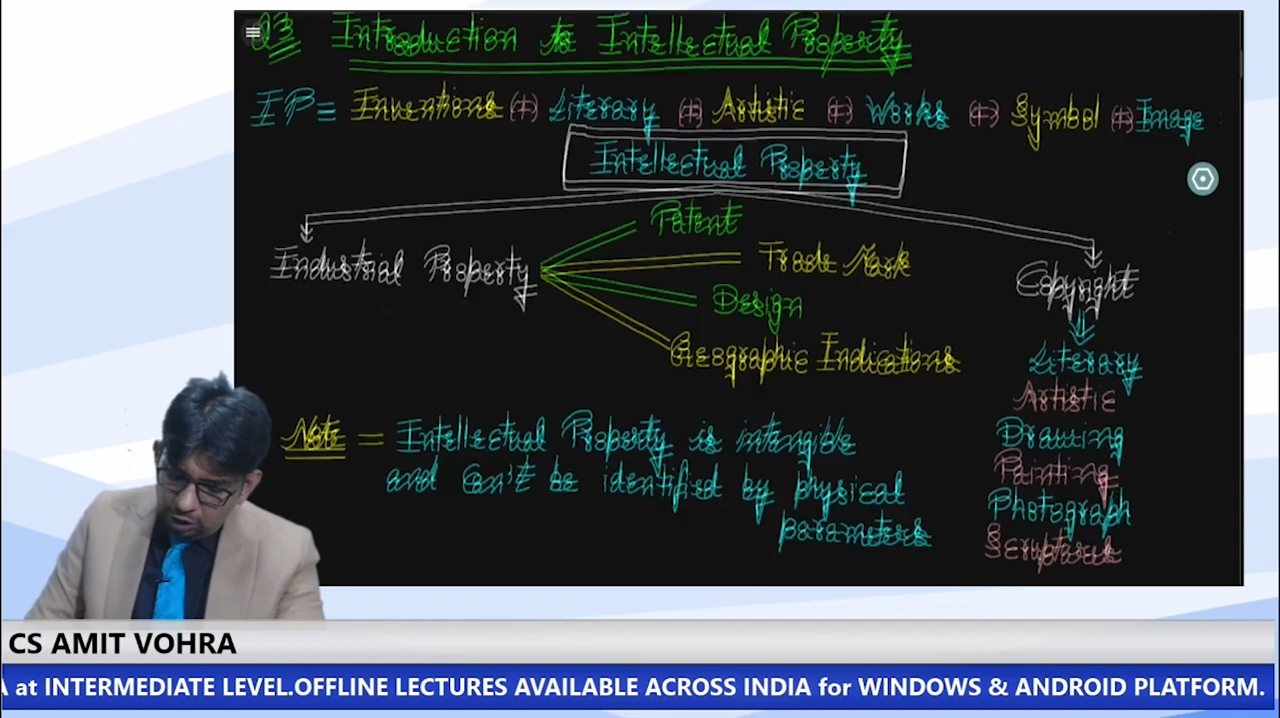 Q3 Introduction to Intellectual Property
IP = Inventions (+) Literary (+) Artistic (+) Works (+) Symbol (+) Image
Intellectual Property
Patent
Industrial Property
Trade Mark
Copyright
Design
Geographic Indications
Literary
Artistic
Drawing
Painting
Photograph
Scruptures
Note = Intellectual Property is intangible
and Can't be identified by physical
parameters
CS AMIT VOHRA
A at INTERMEDIATE LEVEL.OFFLINE LECTURES AVAILABLE ACROSS INDIA for WINDOWS & ANDROID PLATFORM.